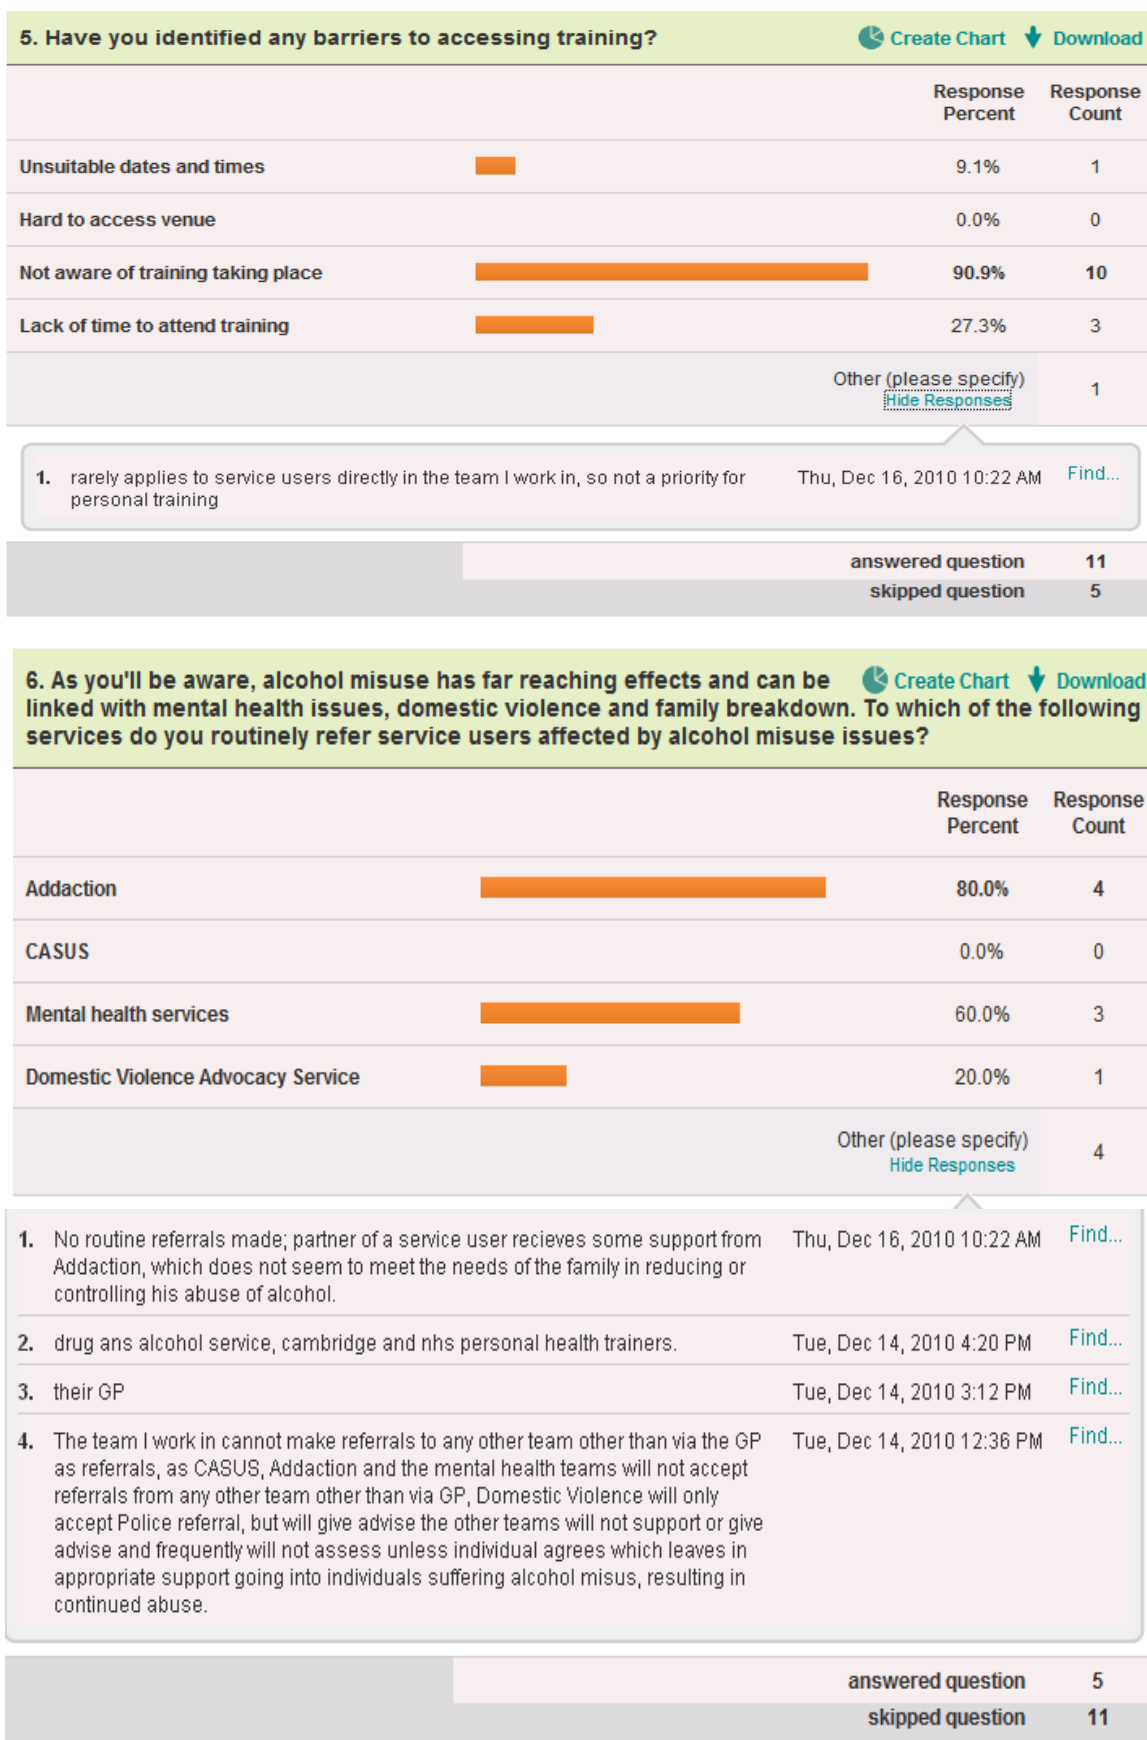 5. Have you identified any barriers to accessing training? Create Chart Download
Response Percent Response Count
Unsuitable dates and times 9.1% 1
Hard to access venue 0.0% 0
Not aware of training taking place 90.9% 10
Lack of time to attend training 27.3% 3
Other (please specify) 1
Hide Responses
1. rarely applies to service users directly in the team I work in, so not a priority for Thu, Dec 16, 2010 10:22 AM Find...
personal training
answered question 11
skipped question 5
6. As you'll be aware, alcohol misuse has far reaching effects and can be Create Chart Download
linked with mental health issues, domestic violence and family breakdown. To which of the following
services do you routinely refer service users affected by alcohol misuse issues?
Response Percent Response Count
Addaction 80.0% 4
CASUS 0.0% 0
Mental health services 60.0% 3
Domestic Violence Advocacy Service 20.0% 1
Other (please specify) 4
Hide Responses
1. No routine referrals made; partner of a service user recieves some support from Thu, Dec 16, 2010 10:22 AM Find...
Addaction, which does not seem to meet the needs of the family in reducing or
controlling his abuse of alcohol.
2. drug ans alcohol service, cambridge and nhs personal health trainers. Tue, Dec 14, 2010 4:20 PM Find...
3. their GP Tue, Dec 14, 2010 3:12 PM Find...
4. The team I work in cannot make referrals to any other team other than via the GP Tue, Dec 14, 2010 12:36 PM Find...
as referrals, as CASUS, Addaction and the mental health teams will not accept
referrals from any other team other than via GP, Domestic Violence will only
accept Police referral, but will give advise the other teams will not support or give
advise and frequently will not assess unless individual agrees which leaves in
appropriate support going into individuals suffering alcohol misus, resulting in
continued abuse.
answered question 5
skipped question 11